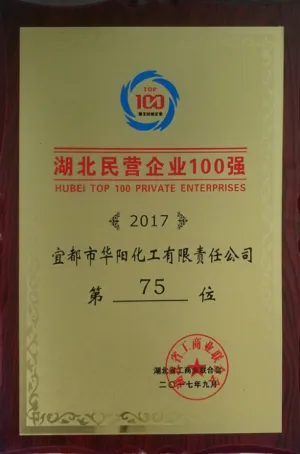 TOP
100
湖北民营企业100强
HUBEI TOP 100 PRIVATE ENTERPRISES
2017
宜都市华阳化工有限责任公司
第 75 位
湖北省工商业联合会
二〇一七年九月